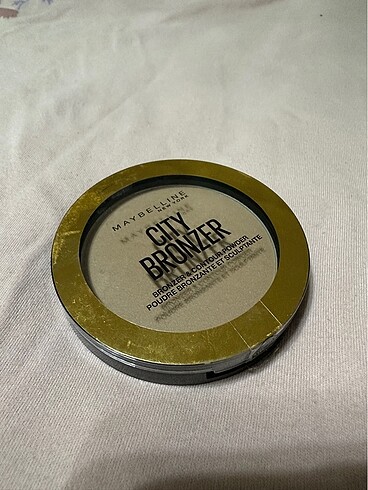 MAYBELLINE
NEW YORK
CITY
BRONZER
BRONZER & CONTOUR POWDER
POUDRE BRONZANTE ET SCULPTANTE